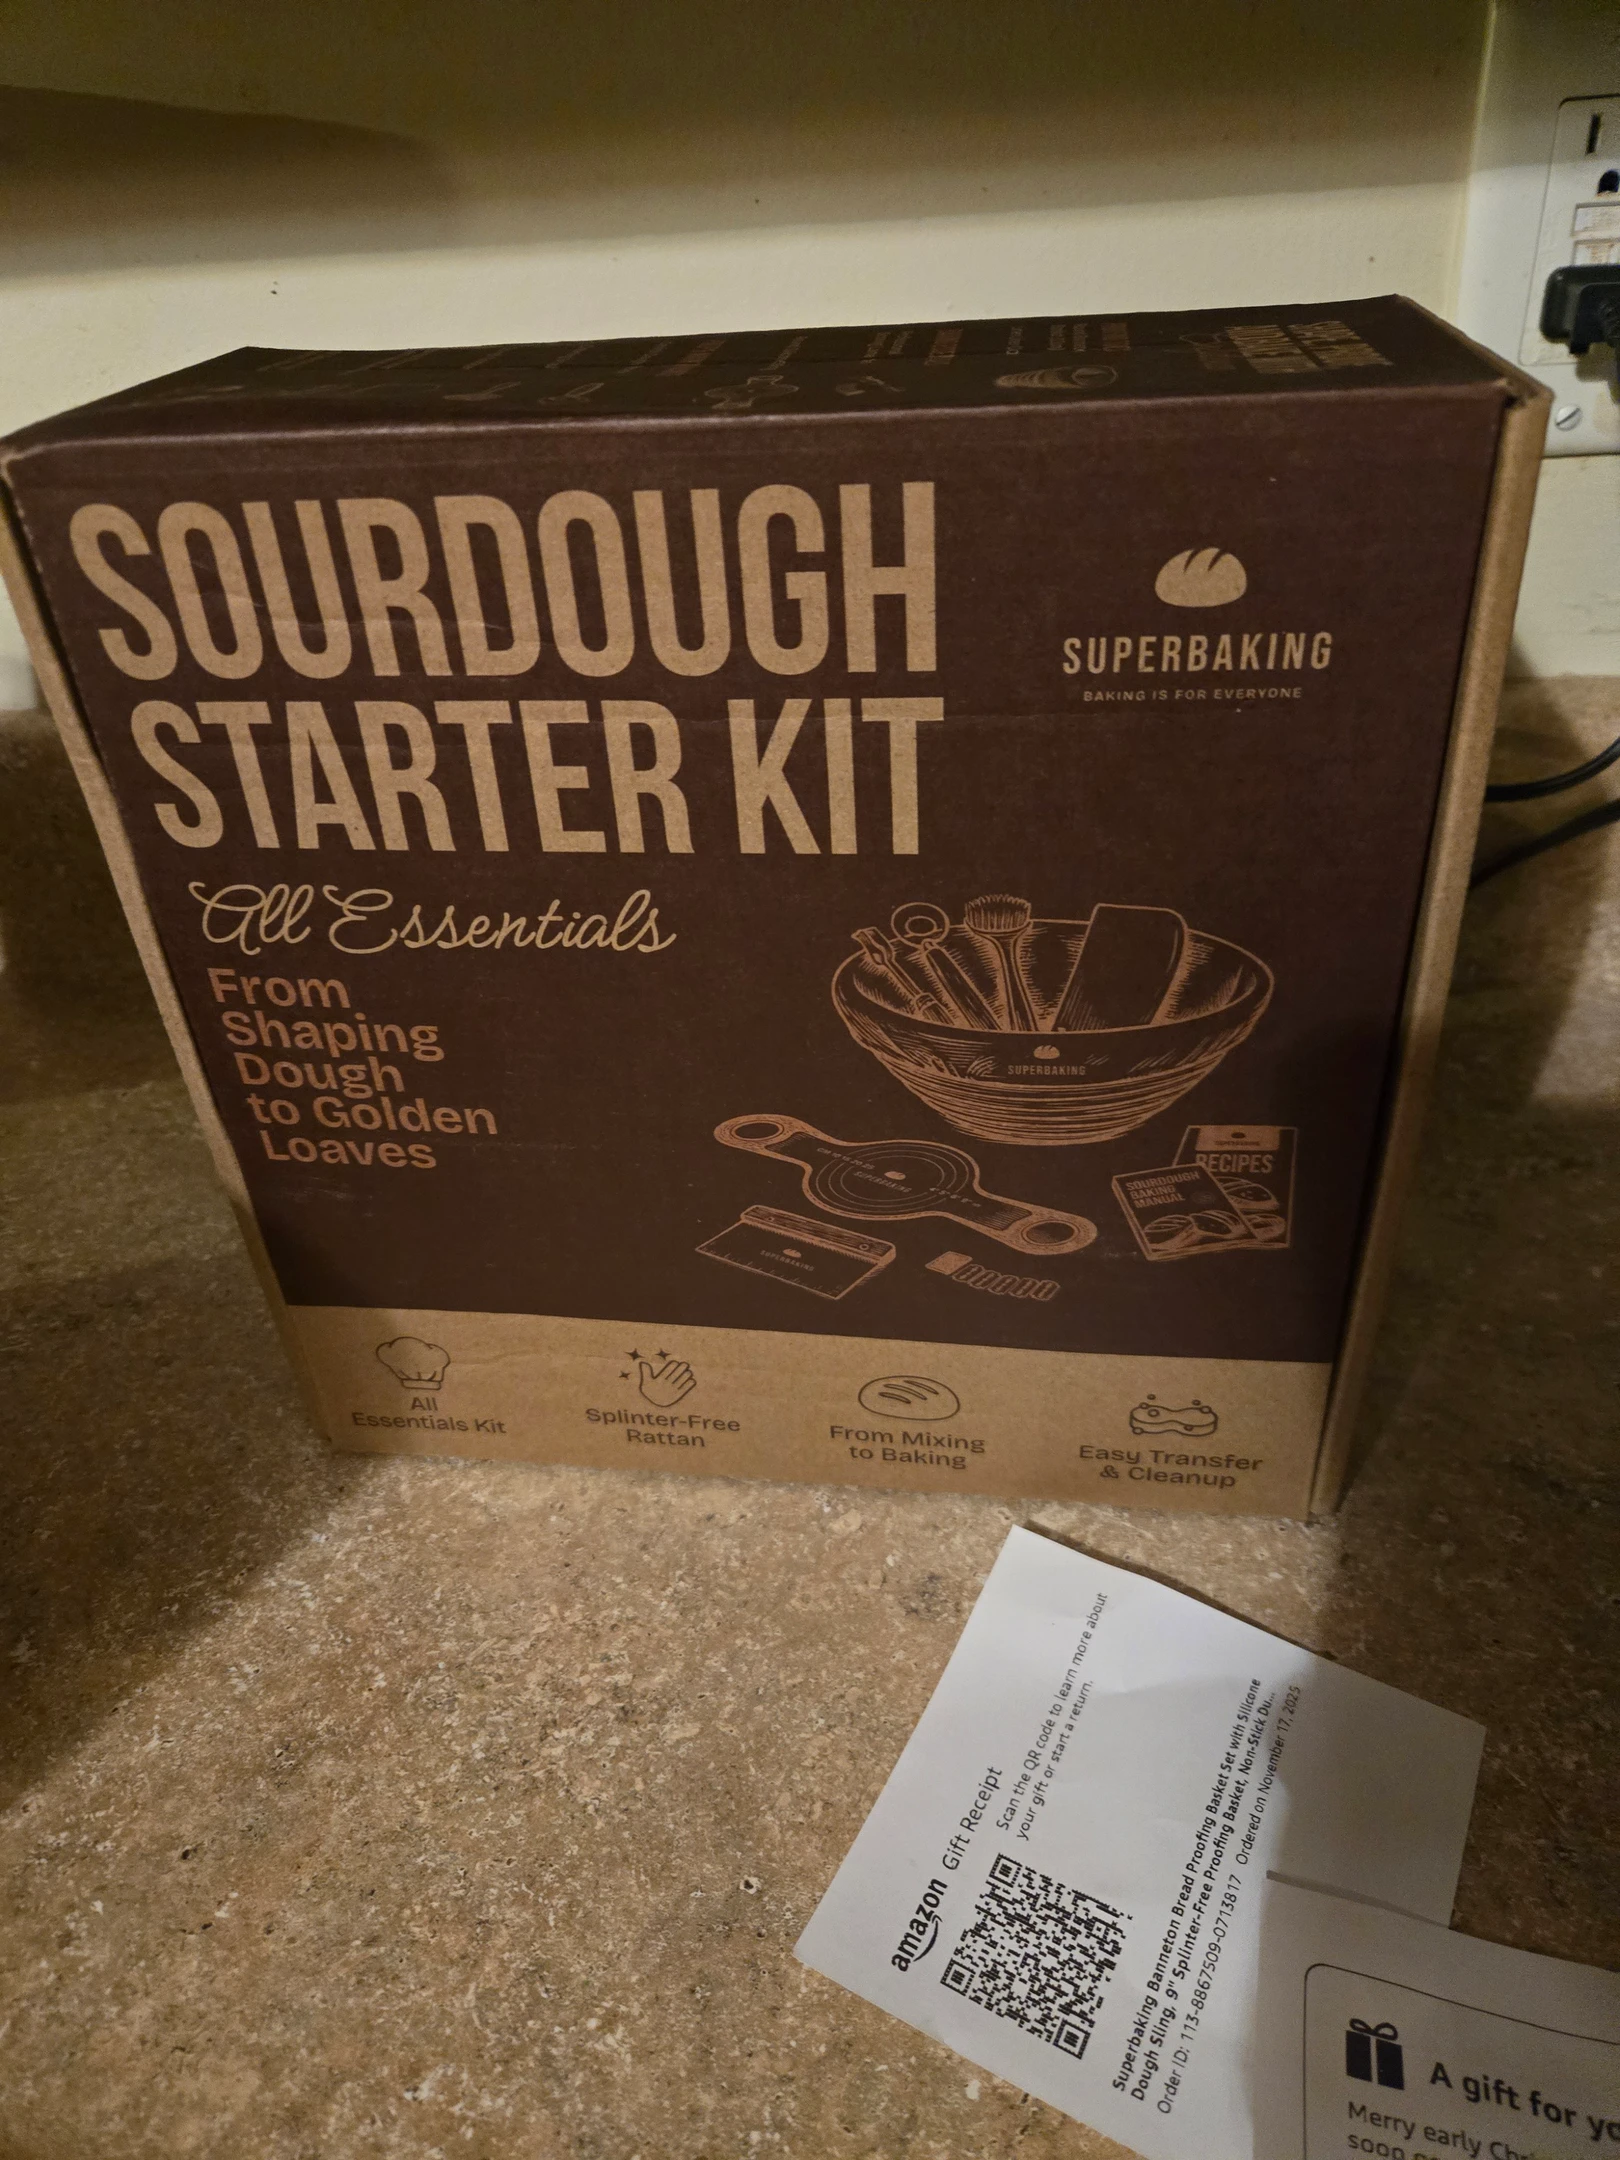 SOURDOUGH
STARTER KIT
SUPERBAKING
BAKING IS FOR EVERYONE
All Essentials
From
Shaping
Dough
to Golden
Loaves
SUPERBAKING
SUPERBAKING
SUPERBAKING
RECIPES
SOURDOUGH
BAKING
MANUAL
All
Essentials Kit
Splinter-Free
Rattan
From Mixing
to Baking
Easy Transfer
& Cleanup
amazon Gift Receipt
Scan the QR code to learn more about
your gift or start a return.
Superbaking Banneton Bread Proofing Basket Set with Silicone
Dough Sling, 9" Splinter-Free Proofing Basket, Non-Stick Du...
Order ID: 113-8867509-0713817 Ordered on November 17, 2025
A gift for
Merry early
soon